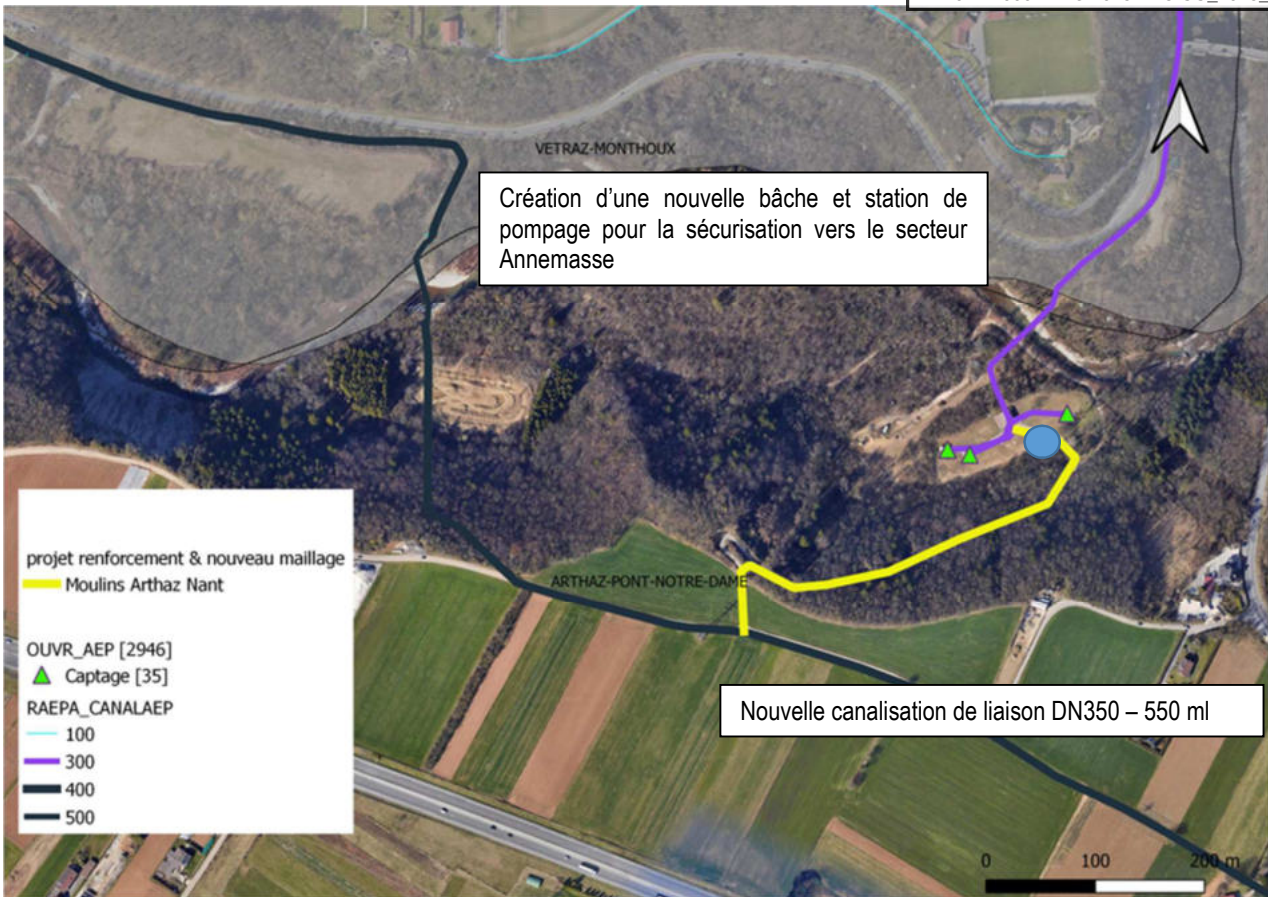 VETRAZ-MONTHOUX
Création d'une nouvelle bâche et station de
pompage pour la sécurisation vers le secteur
Annemasse
projet renforcement & nouveau maillage
Moulins Arthaz Nant
OUVR_AEP [2946]
Captage [35]
RAEPA_CANALAEP
100
300
400
500
ARTHAZ-PONT-NOTRE-DAME
Nouvelle canalisation de liaison DN350 – 550 ml
0 100 200 m